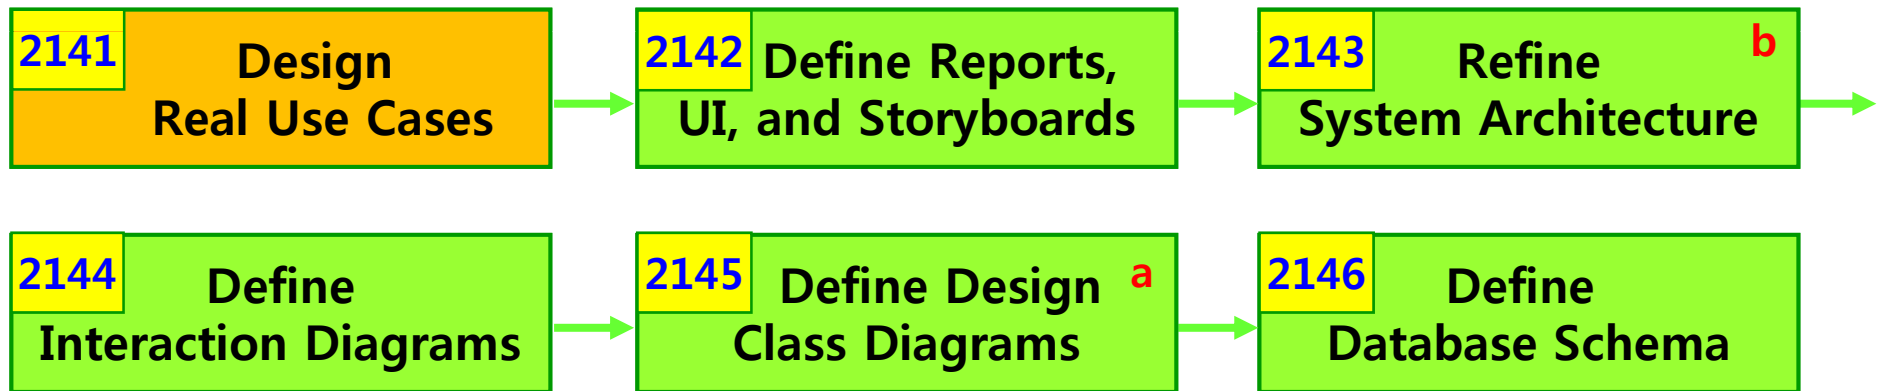 2141 Design
Real Use Cases
2142 Define Reports,
UI, and Storyboards
2143 Refine b
System Architecture
2144 Define
Interaction Diagrams
2145 Define Design a
Class Diagrams
2146 Define
Database Schema